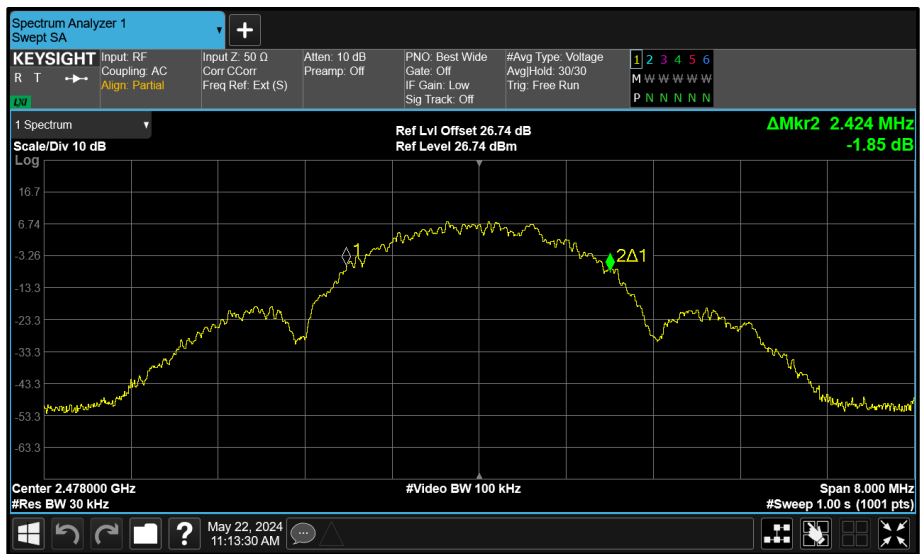 Spectrum Analyzer 1
Swept SA
KEYSIGHT
R T
LXI
Input: RF
Coupling: AC
Align: Partial
Input Z: 50 Ω
Corr CCorr
Freq Ref: Ext (S)
Atten: 10 dB
Preamp: Off
PNO: Best Wide
Gate: Off
IF Gain: Low
Sig Track: Off
#Avg Type: Voltage
Avg|Hold: 30/30
Trig: Free Run
1 2 3 4 5 6
M W W W W W
P N N N N N
1 Spectrum
Scale/Div 10 dB
Ref Lvl Offset 26.74 dB
Ref Level 26.74 dBm
ΔMkr2 2.424 MHz
-1.85 dB
Log
16.7
6.74
-3.26
-13.3
-23.3
-33.3
-43.3
-53.3
-63.3
1
2Δ1
Center 2.478000 GHz
#Video BW 100 kHz
Span 8.000 MHz
#Res BW 30 kHz
#Sweep 1.00 s (1001 pts)
?
May 22, 2024
11:13:30 AM